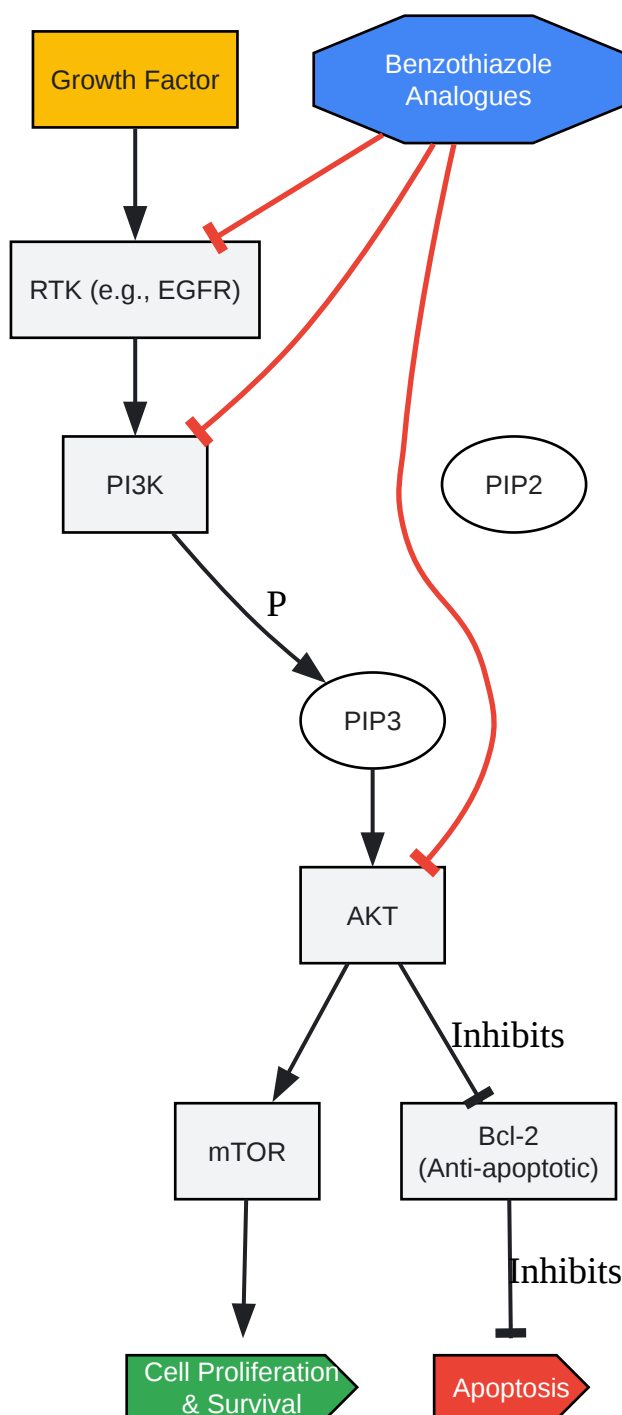 Growth Factor
Benzothiazole
Analogues
RTK (e.g., EGFR)
PI3K
PIP2
P
PIP3
AKT
Inhibits
mTOR
Bcl-2
(Anti-apoptotic)
Inhibits
Cell Proliferation
& Survival
Apoptosis